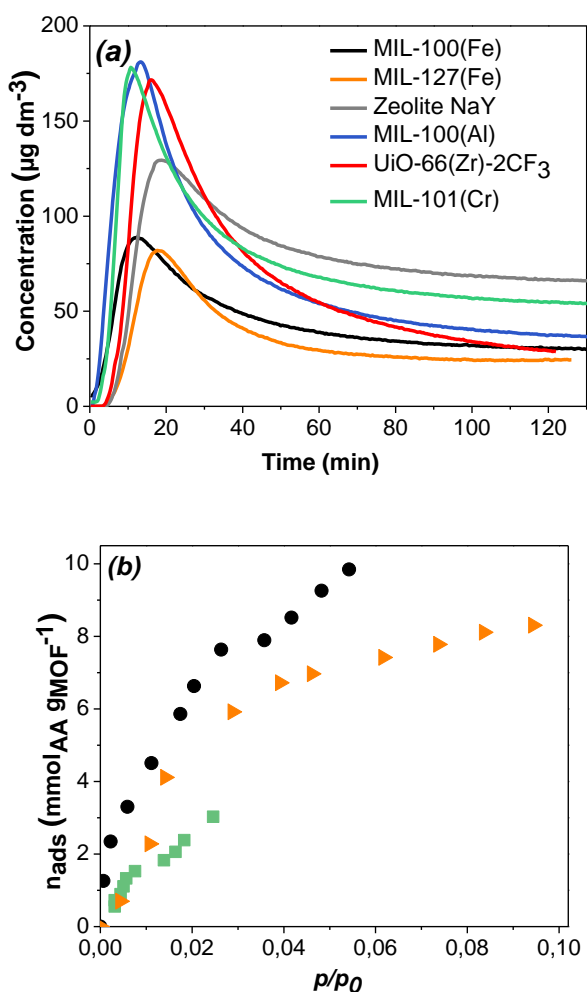 (a)
MIL-100(Fe)
MIL-127(Fe)
Zeolite NaY
MIL-100(Al)
UiO-66(Zr)-2CF3
MIL-101(Cr)
Concentration (µg dm-3)
200
150
100
50
0
0 20 40 60 80 100 120
Time (min)
(b)
nads (mmolAA gMOF-1)
10
8
6
4
2
0
0,00 0,02 0,04 0,06 0,08 0,10
p/p0